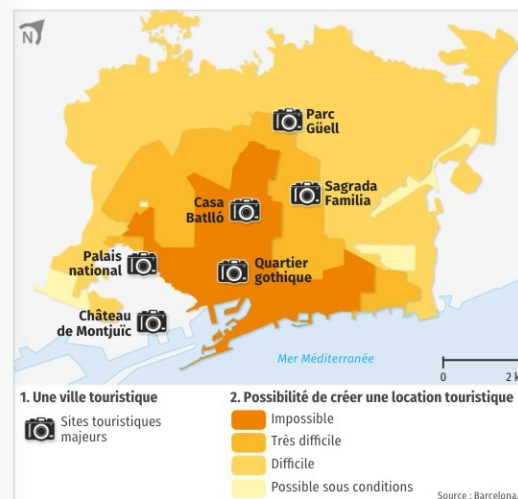 N
Parc
Güell
Sagrada
Familia
Casa
Batlló
Palais
national
Quartier
gothique
Château
de Montjuïc
Mer Méditerranée
0 2 k
1. Une ville touristique
Sites touristiques
majeurs
2. Possibilité de créer une location touristique
Impossible
Très difficile
Difficile
Possible sous conditions
Source : Barcelona.